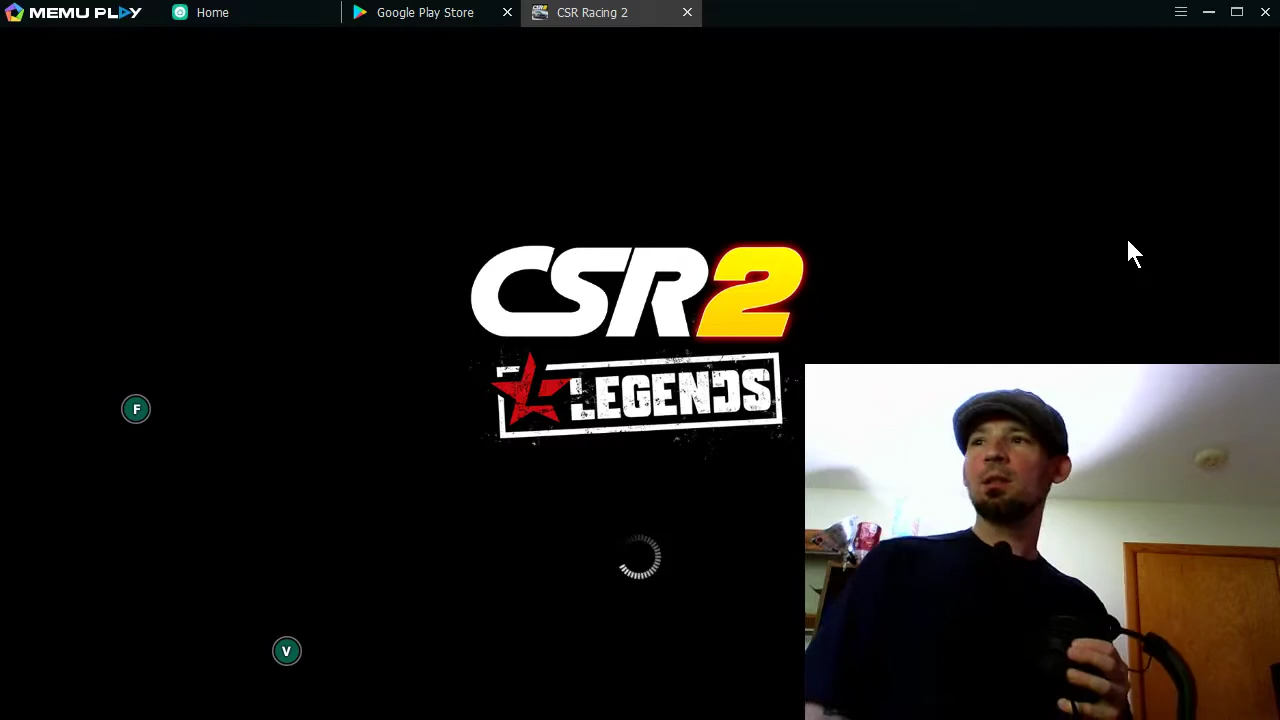 MEMU PLAY
Home
Google Play Store
CSR Racing 2
CSR2
LEGENDS
F
V